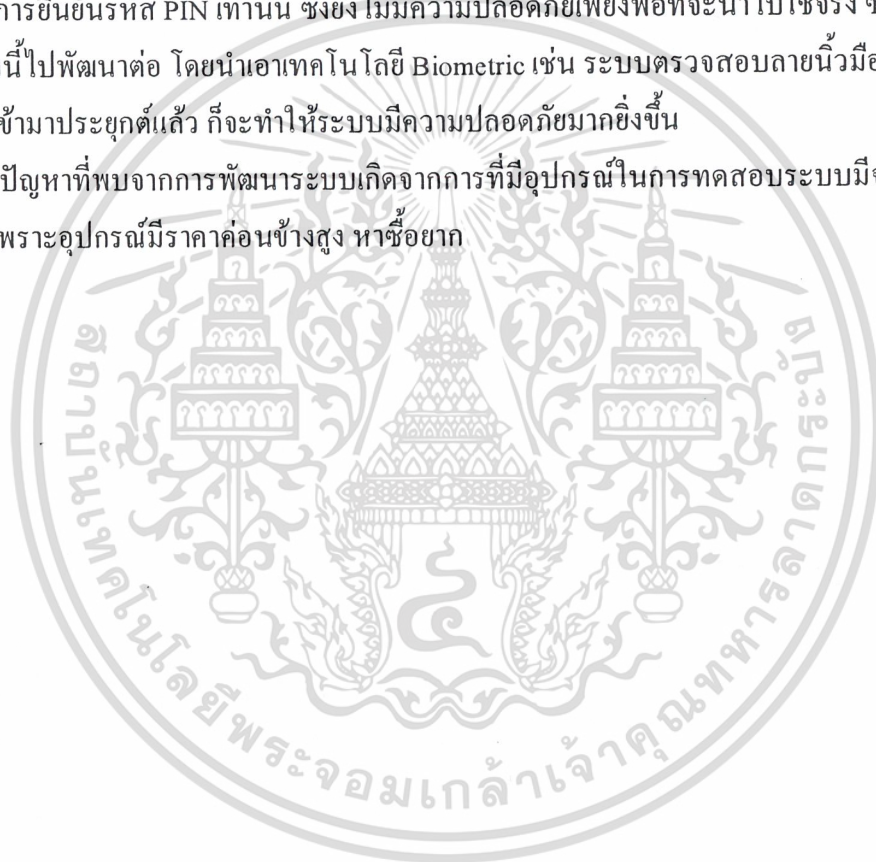 การยืนยันรหัส PIN เท่านั้น ซึ่งยังไม่มีความปลอดภัยเพียงพอที่จะนำไปใช้จริง
นี้ไปพัฒนาต่อ โดยนำเอาเทคโนโลยี Biometric เช่น ระบบตรวจสอบลายนิ้วมือ
ข้ามาประยุกต์แล้ว ก็จะทำให้ระบบมีความปลอดภัยมากยิ่งขึ้น
ปัญหาที่พบจากการพัฒนาระบบเกิดจากการที่มีอุปกรณ์ในการทดสอบระบบมีจ
พราะอุปกรณ์มีราคาค่อนข้างสูง หาซื้อยาก
สถาบันเทคโนโลยีพระจอมเกล้าเจ้าคุณทหารลาดกระบัง
๔